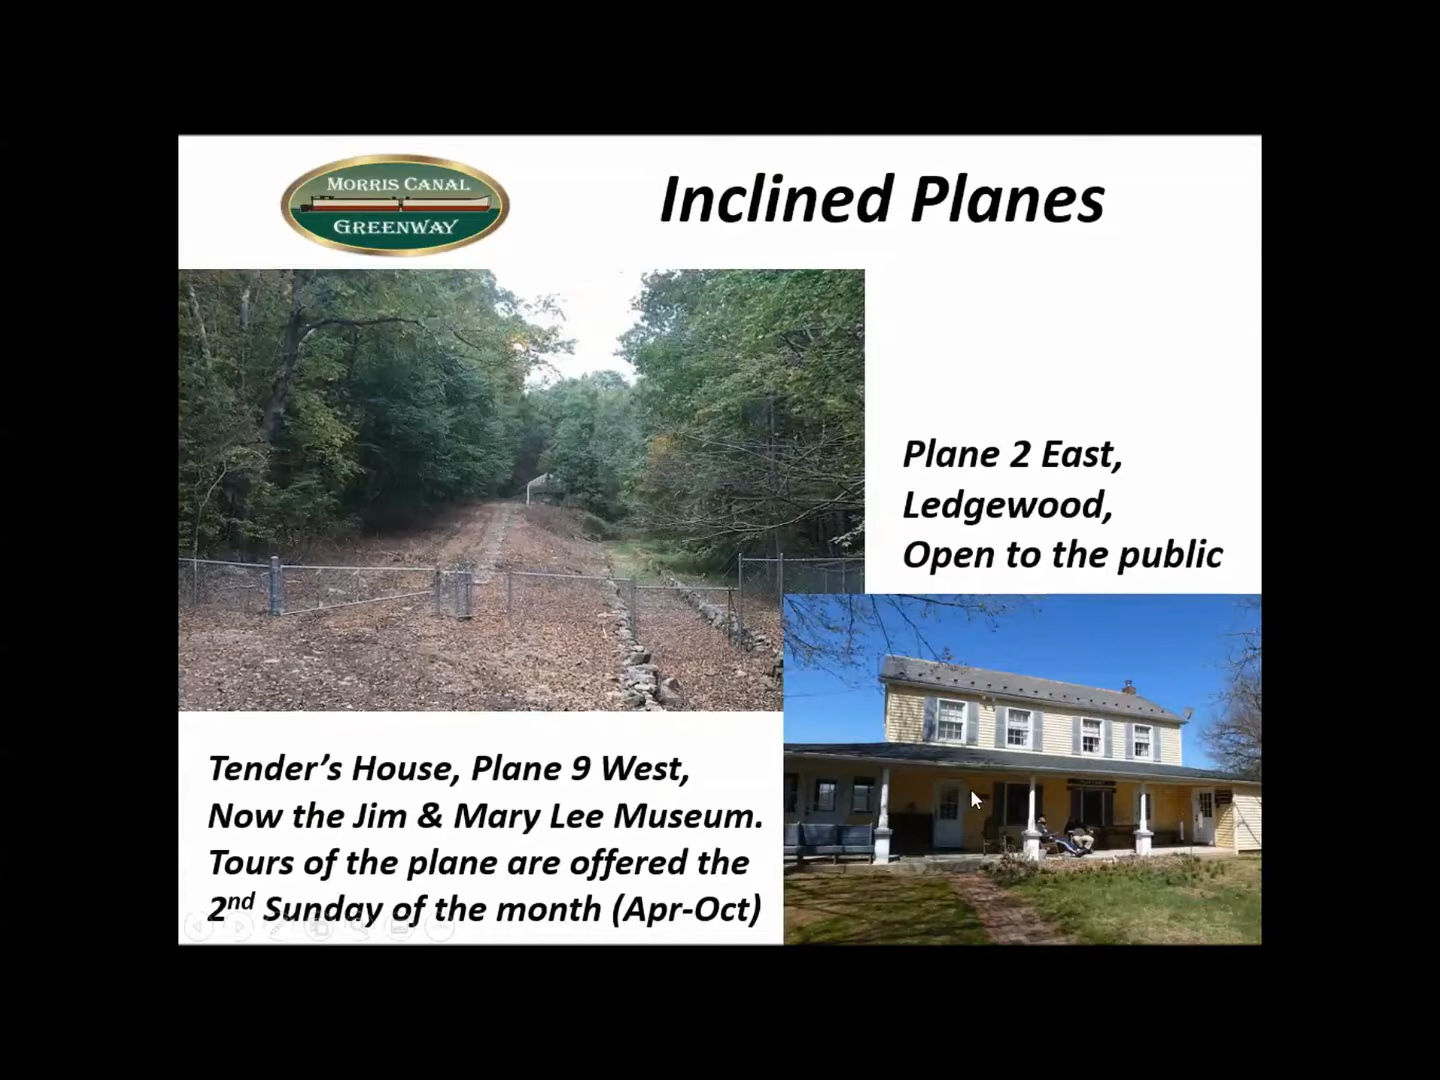 MORRIS CANAL
GREENWAY
Inclined Planes
Plane 2 East,
Ledgewood,
Open to the public
Tender's House, Plane 9 West,
Now the Jim & Mary Lee Museum.
Tours of the plane are offered the
2nd Sunday of the month (Apr-Oct)